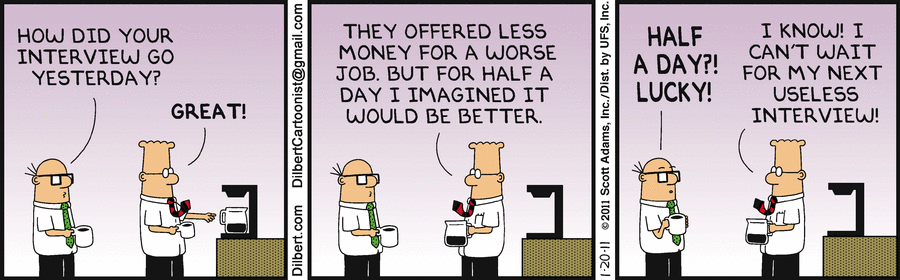 HOW DID YOUR
INTERVIEW GO
YESTERDAY?
GREAT!
Dilbert.com DilbertCartoonist@gmail.com
THEY OFFERED LESS
MONEY FOR A WORSE
JOB. BUT FOR HALF A
DAY I IMAGINED IT
WOULD BE BETTER.
1-20-11 ©2011 Scott Adams, Inc./Dist. by UFS, Inc.
HALF
A DAY?!
LUCKY!
I KNOW! I
CAN'T WAIT
FOR MY NEXT
USELESS
INTERVIEW!